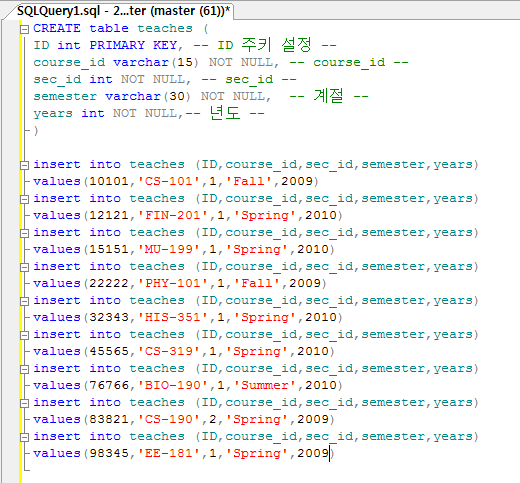 SQLQuery1.sql - 2...ter (master (61))*
CREATE table teaches (
ID int PRIMARY KEY, -- ID 주키 설정 --
course_id varchar(15) NOT NULL, -- course_id --
sec_id int NOT NULL, -- sec_id --
semester varchar(30) NOT NULL,  -- 계절 --
years int NOT NULL,-- 년도 --
)
insert into teaches (ID,course_id,sec_id,semester,years)
values(10101,'CS-101',1,'Fall',2009)
insert into teaches (ID,course_id,sec_id,semester,years)
values(12121,'FIN-201',1,'Spring',2010)
insert into teaches (ID,course_id,sec_id,semester,years)
values(15151,'MU-199',1,'Spring',2010)
insert into teaches (ID,course_id,sec_id,semester,years)
values(22222,'PHY-101',1,'Fall',2009)
insert into teaches (ID,course_id,sec_id,semester,years)
values(32343,'HIS-351',1,'Spring',2010)
insert into teaches (ID,course_id,sec_id,semester,years)
values(45565,'CS-319',1,'Spring',2010)
insert into teaches (ID,course_id,sec_id,semester,years)
values(76766,'BIO-190',1,'Summer',2010)
insert into teaches (ID,course_id,sec_id,semester,years)
values(83821,'CS-190',2,'Spring',2009)
insert into teaches (ID,course_id,sec_id,semester,years)
values(98345,'EE-181',1,'Spring',2009)